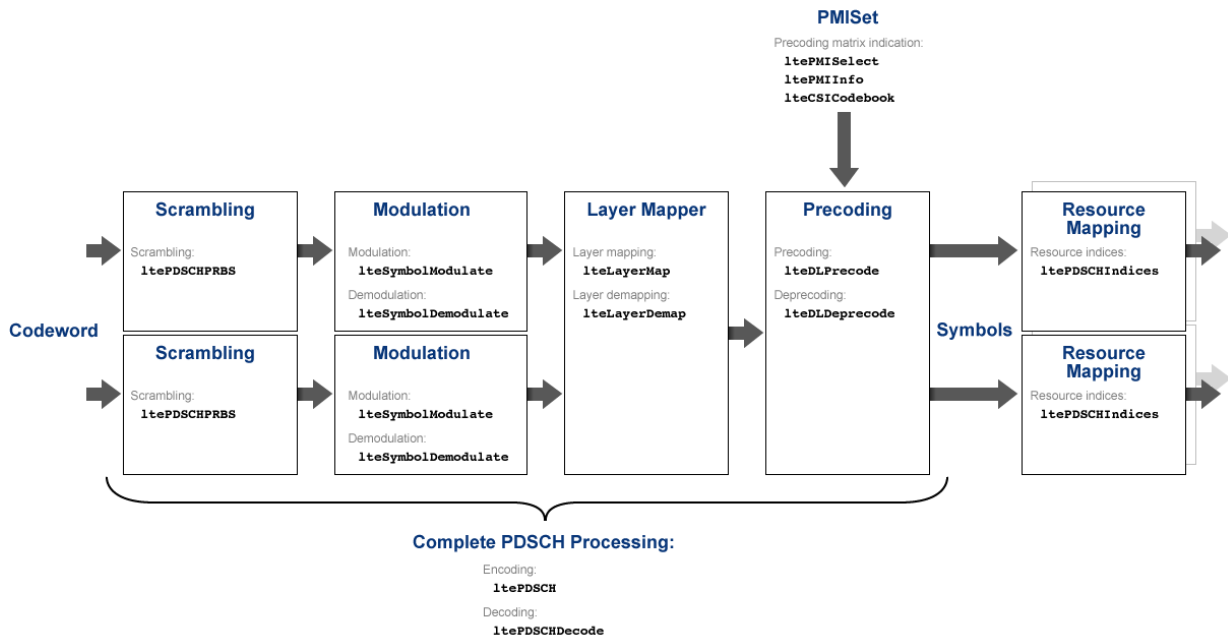 PMISet
Precoding matrix indication:
ltePMISelect
ltePMIInfo
lteCSICodebook
Codeword
Scrambling
Scrambling:
ltePDSCHPRBS
Modulation
Modulation:
lteSymbolModulate
Demodulation:
lteSymbolDemodulate
Scrambling
Scrambling:
ltePDSCHPRBS
Modulation
Modulation:
lteSymbolModulate
Demodulation:
lteSymbolDemodulate
Layer Mapper
Layer mapping:
lteLayerMap
Layer demapping:
lteLayerDemap
Precoding
Precoding:
lteDLPrecode
Deprecoding:
lteDLDeprecode
Symbols
Resource
Mapping
Resource indices:
ltePDSCHIndices
Resource
Mapping
Resource indices:
ltePDSCHIndices
Complete PDSCH Processing:
Encoding:
ltePDSCH
Decoding:
ltePDSCHDecode